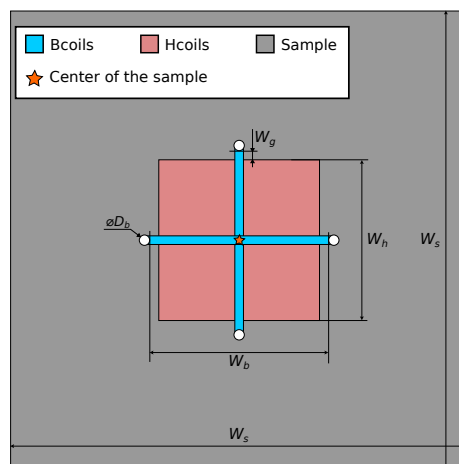 Bcoils Hcoils Sample
Center of the sample
W_g
⌀D_b
W_h W_s
W_b
W_s